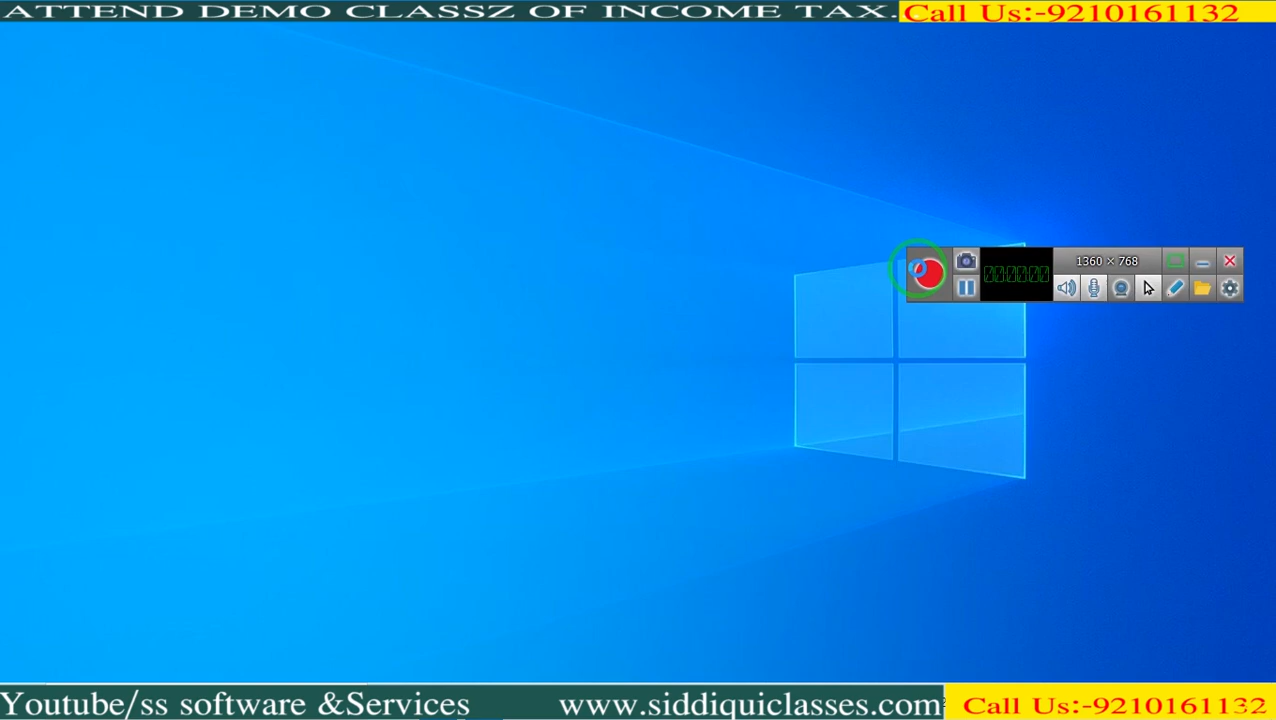 ATTEND DEMO CLASSZ OF INCOME TAX. Call Us:-9210161132
1360 × 768
000000
Youtube/ss software &Services www.siddiquiclasses.com Call Us:-9210161132